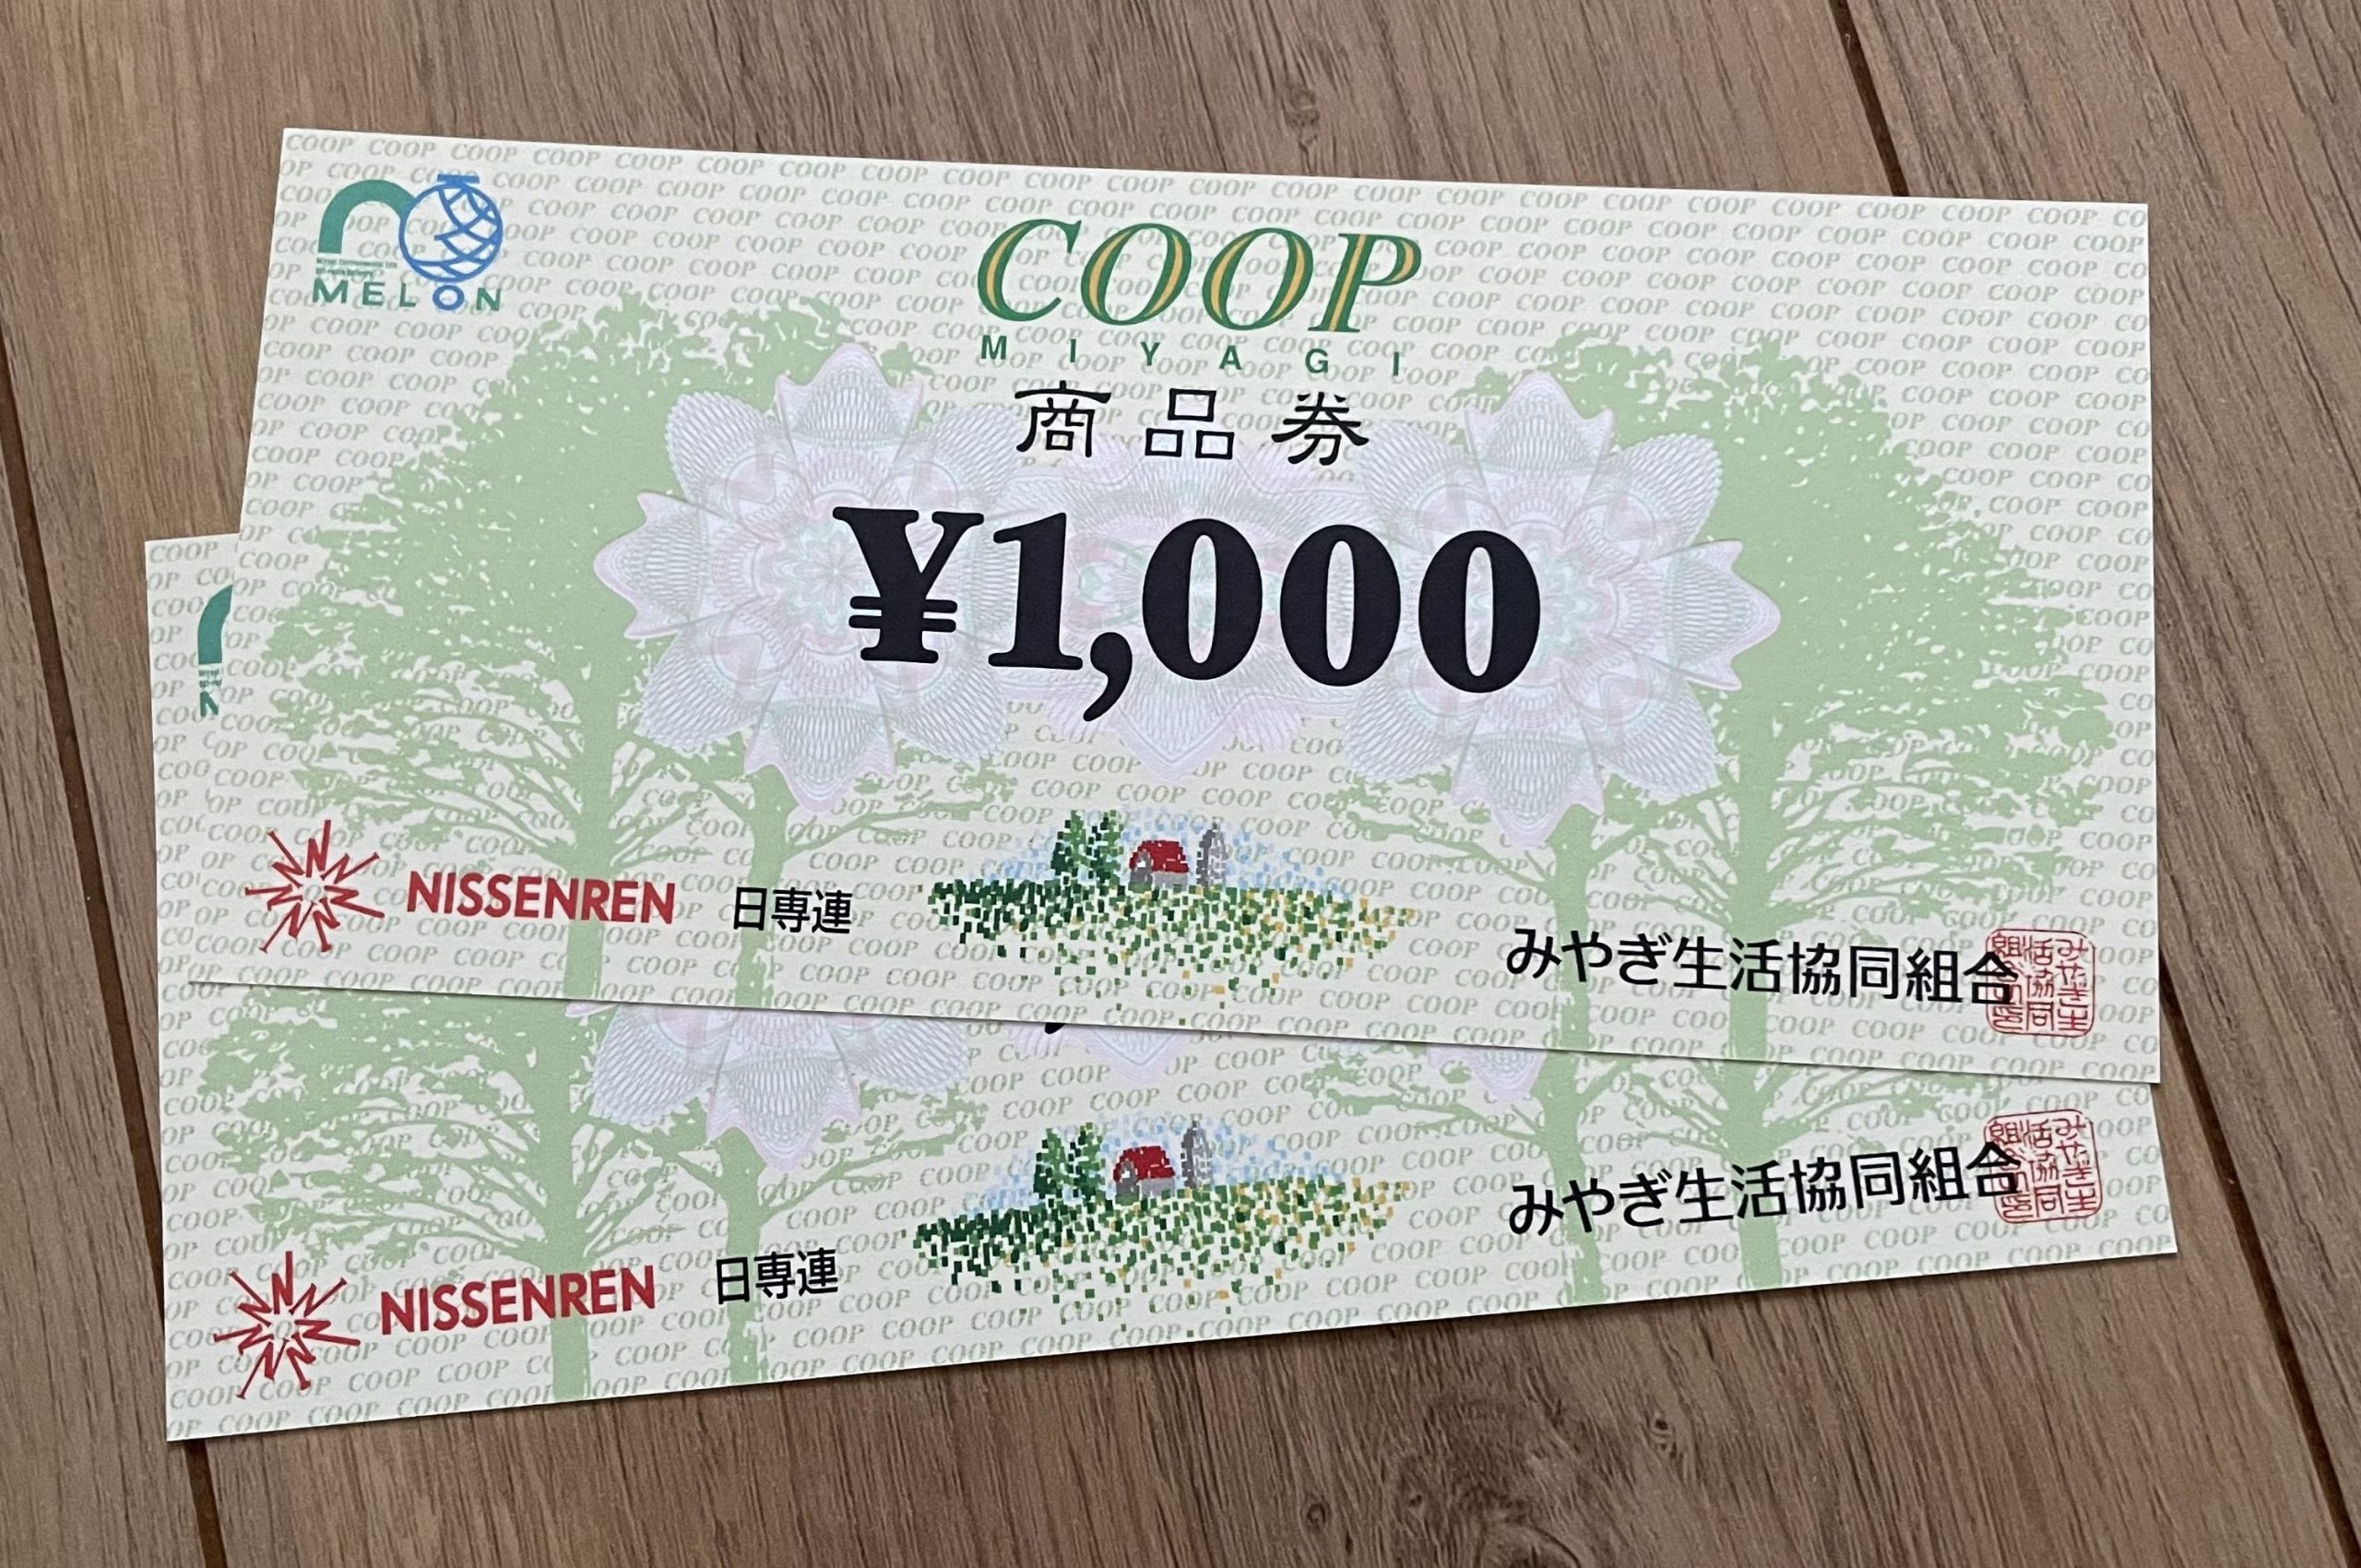 MELON
COOP
MIYAGI
商品券
¥1,000
NISSENREN 日専連
みやぎ生活協同組合
NISSENREN 日専連
みやぎ生活協同組合